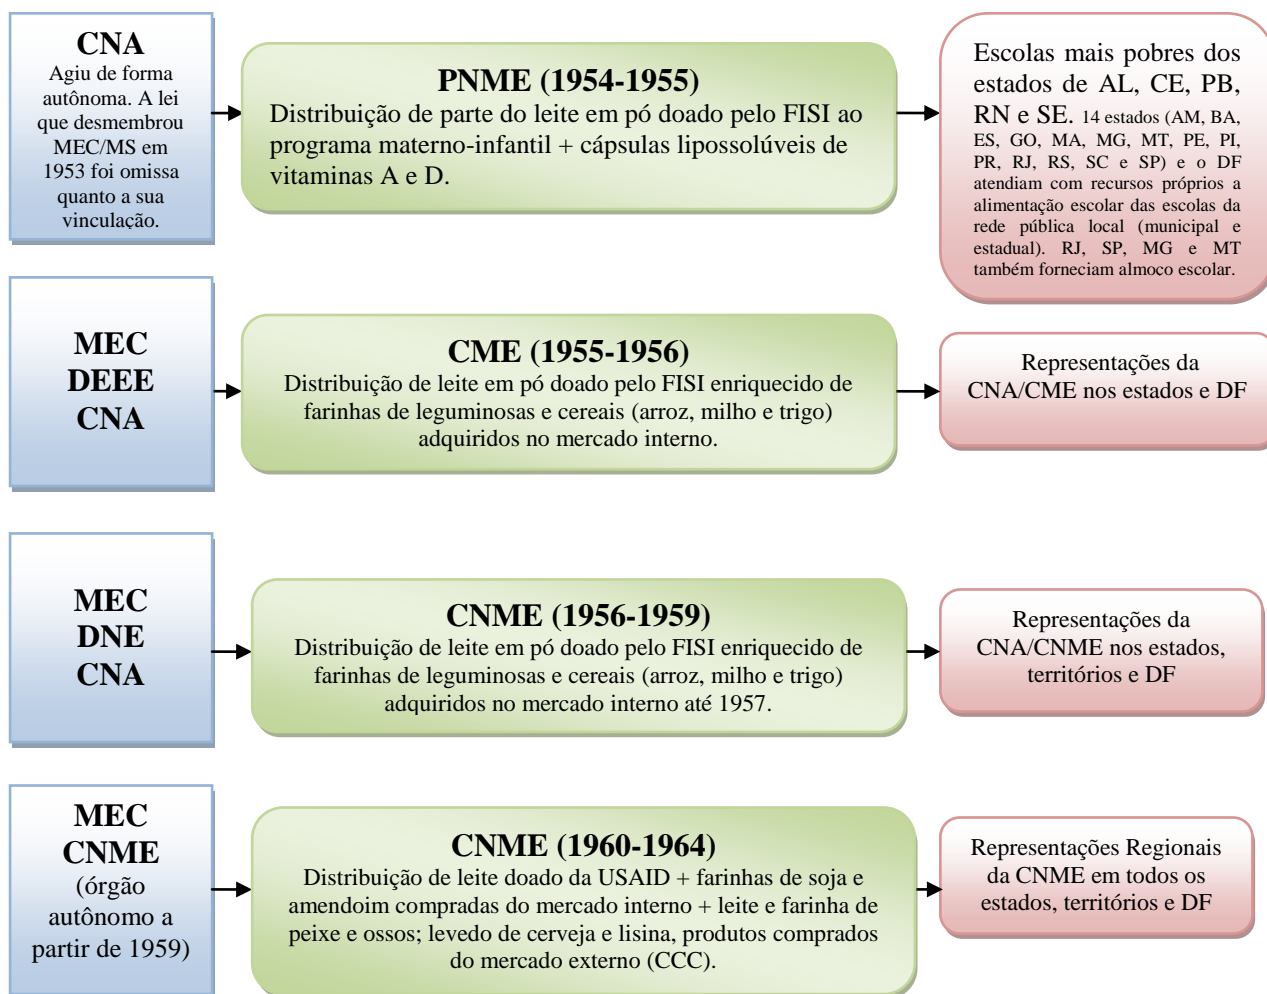 CNA
Agiu de forma
autônoma. A lei
que desmembrou
MEC/MS em
1953 foi omissa
quanto a sua
vinculação.
PNME (1954-1955)
Distribuição de parte do leite em pó doado pelo FISI ao
programa materno-infantil + cápsulas lipossolúveis de
vitaminas A e D.
Escolas mais pobres dos
estados de AL, CE, PB,
RN e SE. 14 estados (AM, BA,
ES, GO, MA, MG, MT, PE, PI,
PR, RJ, RS, SC e SP) e o DF
atendiam com recursos próprios a
alimentação escolar das escolas da
rede pública local (municipal e
estadual). RJ, SP, MG e MT
também forneciam almoco escolar.
MEC
DEEE
CNA
CME (1955-1956)
Distribuição de leite em pó doado pelo FISI enriquecido de
farinhas de leguminosas e cereais (arroz, milho e trigo)
adquiridos no mercado interno.
Representações da
CNA/CME nos estados e DF
MEC
DNE
CNA
CNME (1956-1959)
Distribuição de leite em pó doado pelo FISI enriquecido de
farinhas de leguminosas e cereais (arroz, milho e trigo)
adquiridos no mercado interno até 1957.
Representações da
CNA/CNME nos estados,
territórios e DF
MEC
CNME
(órgão
autônomo a
partir de 1959)
CNME (1960-1964)
Distribuição de leite doado da USAID + farinhas de soja e
amendoim compradas do mercado interno + leite e farinha de
peixe e ossos; levedo de cerveja e lisina, produtos comprados
do mercado externo (CCC).
Representações Regionais
da CNME em todos os
estados, territórios e DF